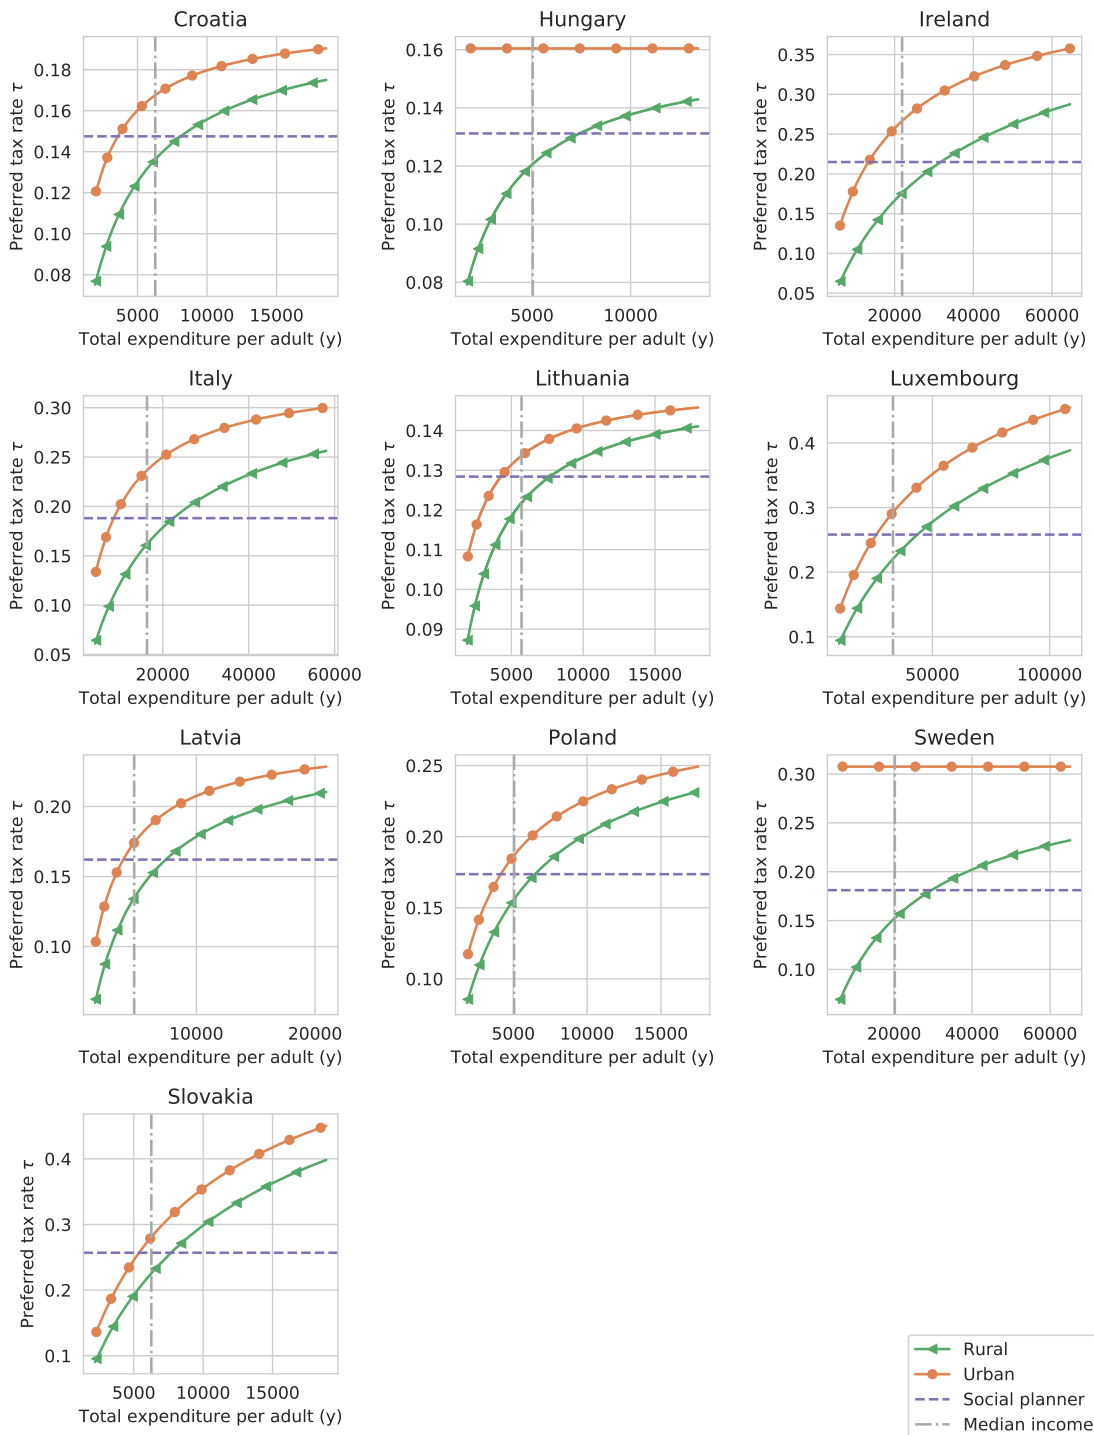 Croatia
Hungary
Ireland
Preferred tax rate τ
0.18
0.16
0.14
0.12
0.10
0.08
5000 10000 15000
Total expenditure per adult (y)
Preferred tax rate τ
0.16
0.14
0.12
0.10
0.08
5000 10000
Total expenditure per adult (y)
Preferred tax rate τ
0.35
0.30
0.25
0.20
0.15
0.10
0.05
20000 40000 60000
Total expenditure per adult (y)
Italy
Lithuania
Luxembourg
Preferred tax rate τ
0.30
0.25
0.20
0.15
0.10
0.05
20000 40000 60000
Total expenditure per adult (y)
Preferred tax rate τ
0.14
0.13
0.12
0.11
0.10
0.09
5000 10000 15000
Total expenditure per adult (y)
Preferred tax rate τ
0.4
0.3
0.2
0.1
50000 100000
Total expenditure per adult (y)
Latvia
Poland
Sweden
Preferred tax rate τ
0.20
0.15
0.10
10000 20000
Total expenditure per adult (y)
Preferred tax rate τ
0.25
0.20
0.15
0.10
5000 10000 15000
Total expenditure per adult (y)
Preferred tax rate τ
0.30
0.25
0.20
0.15
0.10
20000 40000 60000
Total expenditure per adult (y)
Slovakia
Preferred tax rate τ
0.4
0.3
0.2
0.1
5000 10000 15000
Total expenditure per adult (y)
Rural
Urban
Social planner
Median income